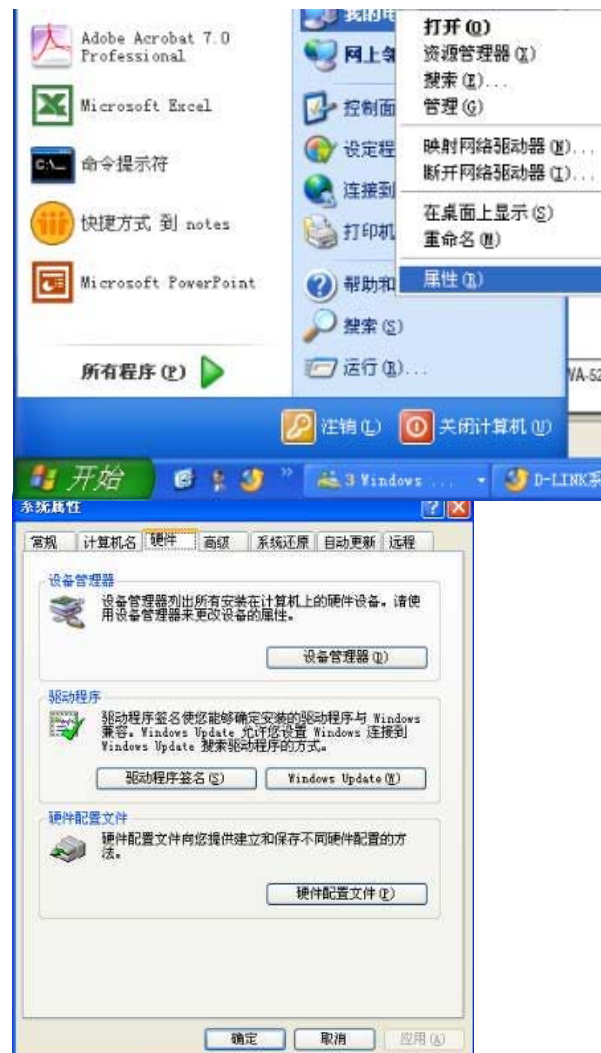 Adobe Acrobat 7.0
Professional
Microsoft Excel
C:\
命令提示符
快捷方式 到 notes
Microsoft PowerPoint
所有程序(P)
我的电
网上邻
控制面
设定程
连接到
打印机
帮助和
搜索(S)
运行(R)...
打开(O)
资源管理器(X)
搜索(E)...
管理(G)
映射网络驱动器(N)...
断开网络驱动器(I)...
在桌面上显示(S)
重命名(M)
属性(R)
WA-52
注销(L)
关闭计算机(U)
开始
3 Windows ...
D-LINK系
系统属性
常规
计算机名
硬件
高级
系统还原
自动更新
远程
设备管理器
设备管理器列出所有安装在计算机上的硬件设备。请使
用设备管理器来更改设备的属性。
设备管理器(D)
驱动程序
驱动程序签名使您能够确定安装的驱动程序与 Windows
兼容。Windows Update 允许您设置 Windows 连接到
Windows Update 搜索驱动程序的方式。
驱动程序签名(S)
Windows Update(W)
硬件配置文件
硬件配置文件向您提供建立和保存不同硬件配置的方
法。
硬件配置文件(P)
确定
取消
应用(A)